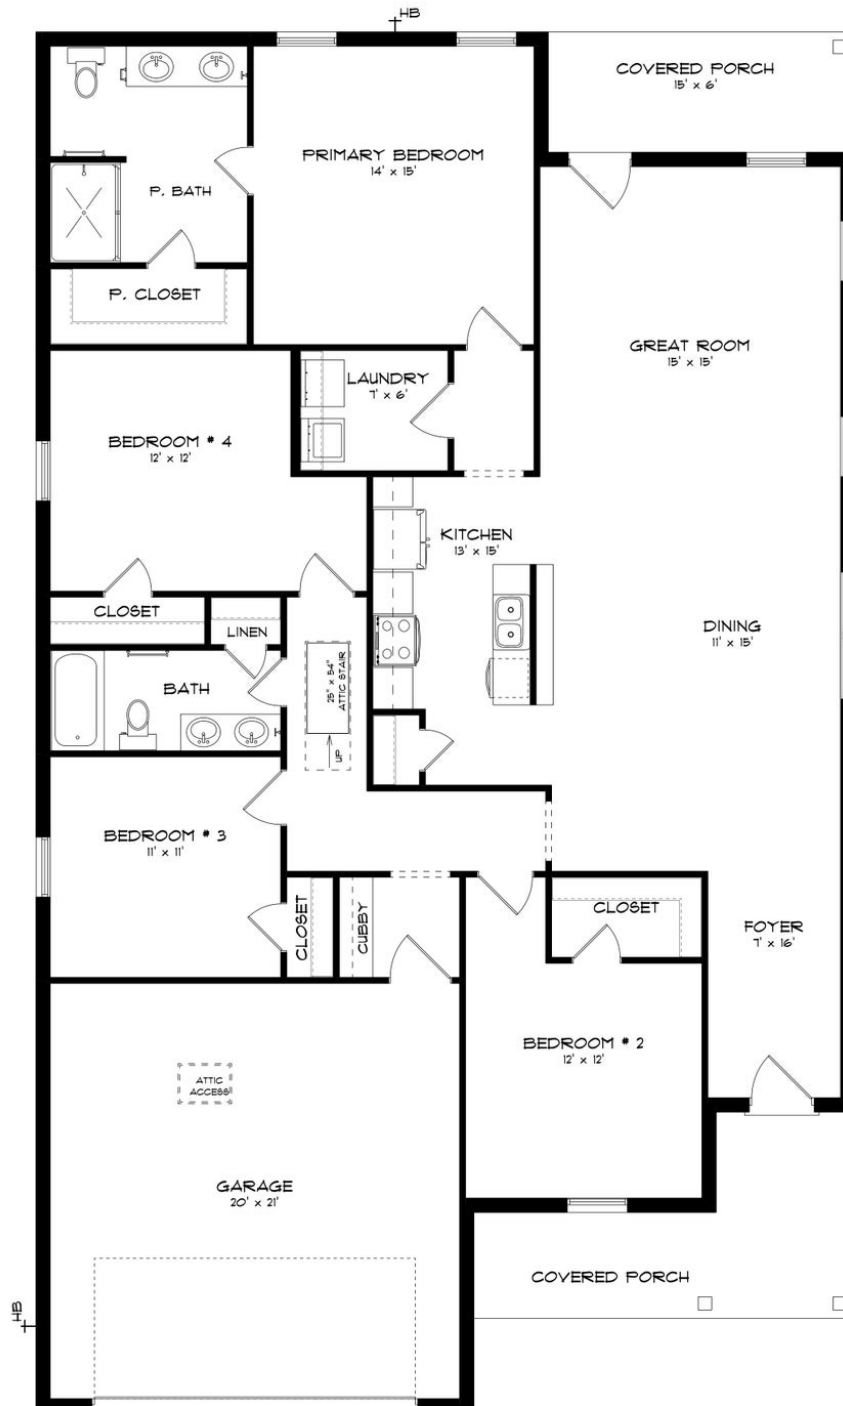 HB
COVERED PORCH
15' x 6'
PRIMARY BEDROOM
14' x 15'
P. BATH
P. CLOSET
GREAT ROOM
15' x 15'
LAUNDRY
7' x 6'
BEDROOM # 4
12' x 12'
KITCHEN
13' x 15'
CLOSET
LINEN
DINING
11' x 15'
25" x 54"
ATTIC STAIR
BATH
UP
BEDROOM # 3
11' x 11'
CLOSET
CUBBY
CLOSET
FOYER
7' x 16'
BEDROOM # 2
12' x 12'
ATTIC
ACCESS
GARAGE
20' x 21'
COVERED PORCH
HB